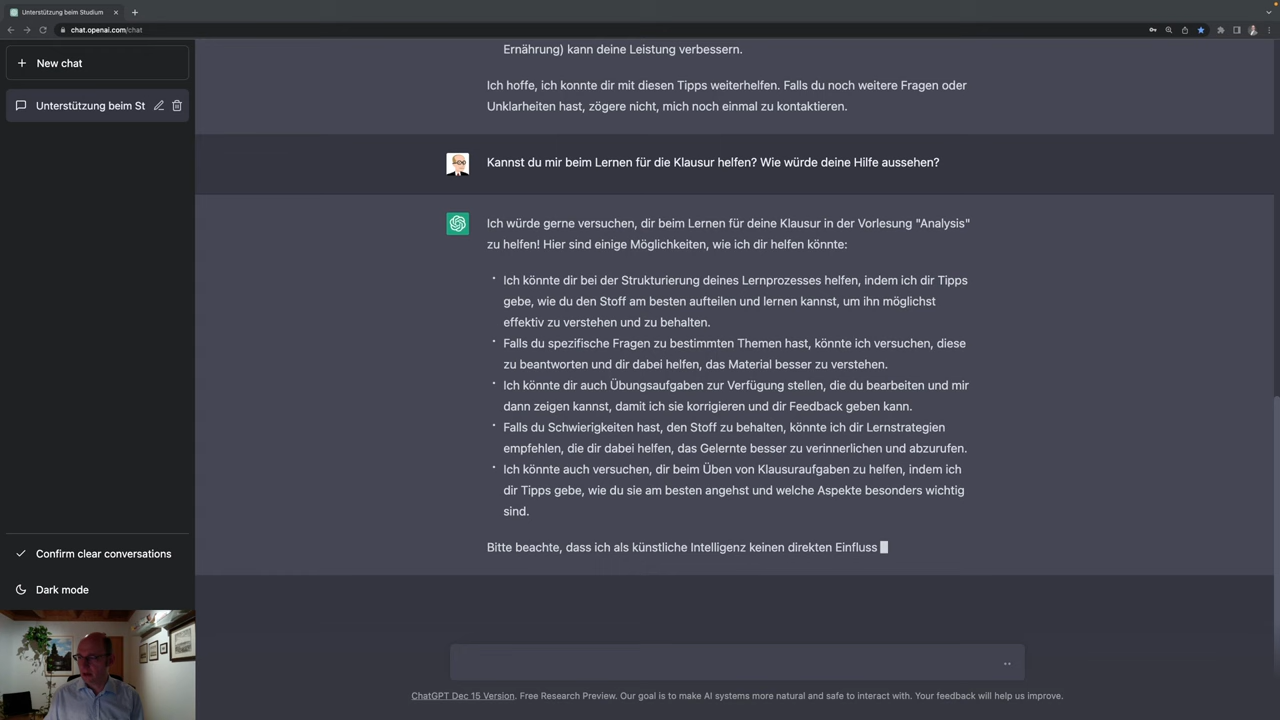 Unterstützung beim Studium
chat.openai.com/chat
New chat
Unterstützung beim St
Ernährung) kann deine Leistung verbessern.
Ich hoffe, ich konnte dir mit diesen Tipps weiterhelfen. Falls du noch weitere Fragen oder
Unklarheiten hast, zögere nicht, mich noch einmal zu kontaktieren.
Kannst du mir beim Lernen für die Klausur helfen? Wie würde deine Hilfe aussehen?
Ich würde gerne versuchen, dir beim Lernen für deine Klausur in der Vorlesung "Analysis"
zu helfen! Hier sind einige Möglichkeiten, wie ich dir helfen könnte:
• Ich könnte dir bei der Strukturierung deines Lernprozesses helfen, indem ich dir Tipps
gebe, wie du den Stoff am besten aufteilen und lernen kannst, um ihn möglichst
effektiv zu verstehen und zu behalten.
• Falls du spezifische Fragen zu bestimmten Themen hast, könnte ich versuchen, diese
zu beantworten und dir dabei helfen, das Material besser zu verstehen.
• Ich könnte dir auch Übungsaufgaben zur Verfügung stellen, die du bearbeiten und mir
dann zeigen kannst, damit ich sie korrigieren und dir Feedback geben kann.
• Falls du Schwierigkeiten hast, den Stoff zu behalten, könnte ich dir Lernstrategien
empfehlen, die dir dabei helfen, das Gelernte besser zu verinnerlichen und abzurufen.
• Ich könnte auch versuchen, dir beim Üben von Klausuraufgaben zu helfen, indem ich
dir Tipps gebe, wie du sie am besten angehst und welche Aspekte besonders wichtig
sind.
Bitte beachte, dass ich als künstliche Intelligenz keinen direkten Einfluss
Confirm clear conversations
Dark mode
ChatGPT Dec 15 Version. Free Research Preview. Our goal is to make AI systems more natural and safe to interact with. Your feedback will help us improve.